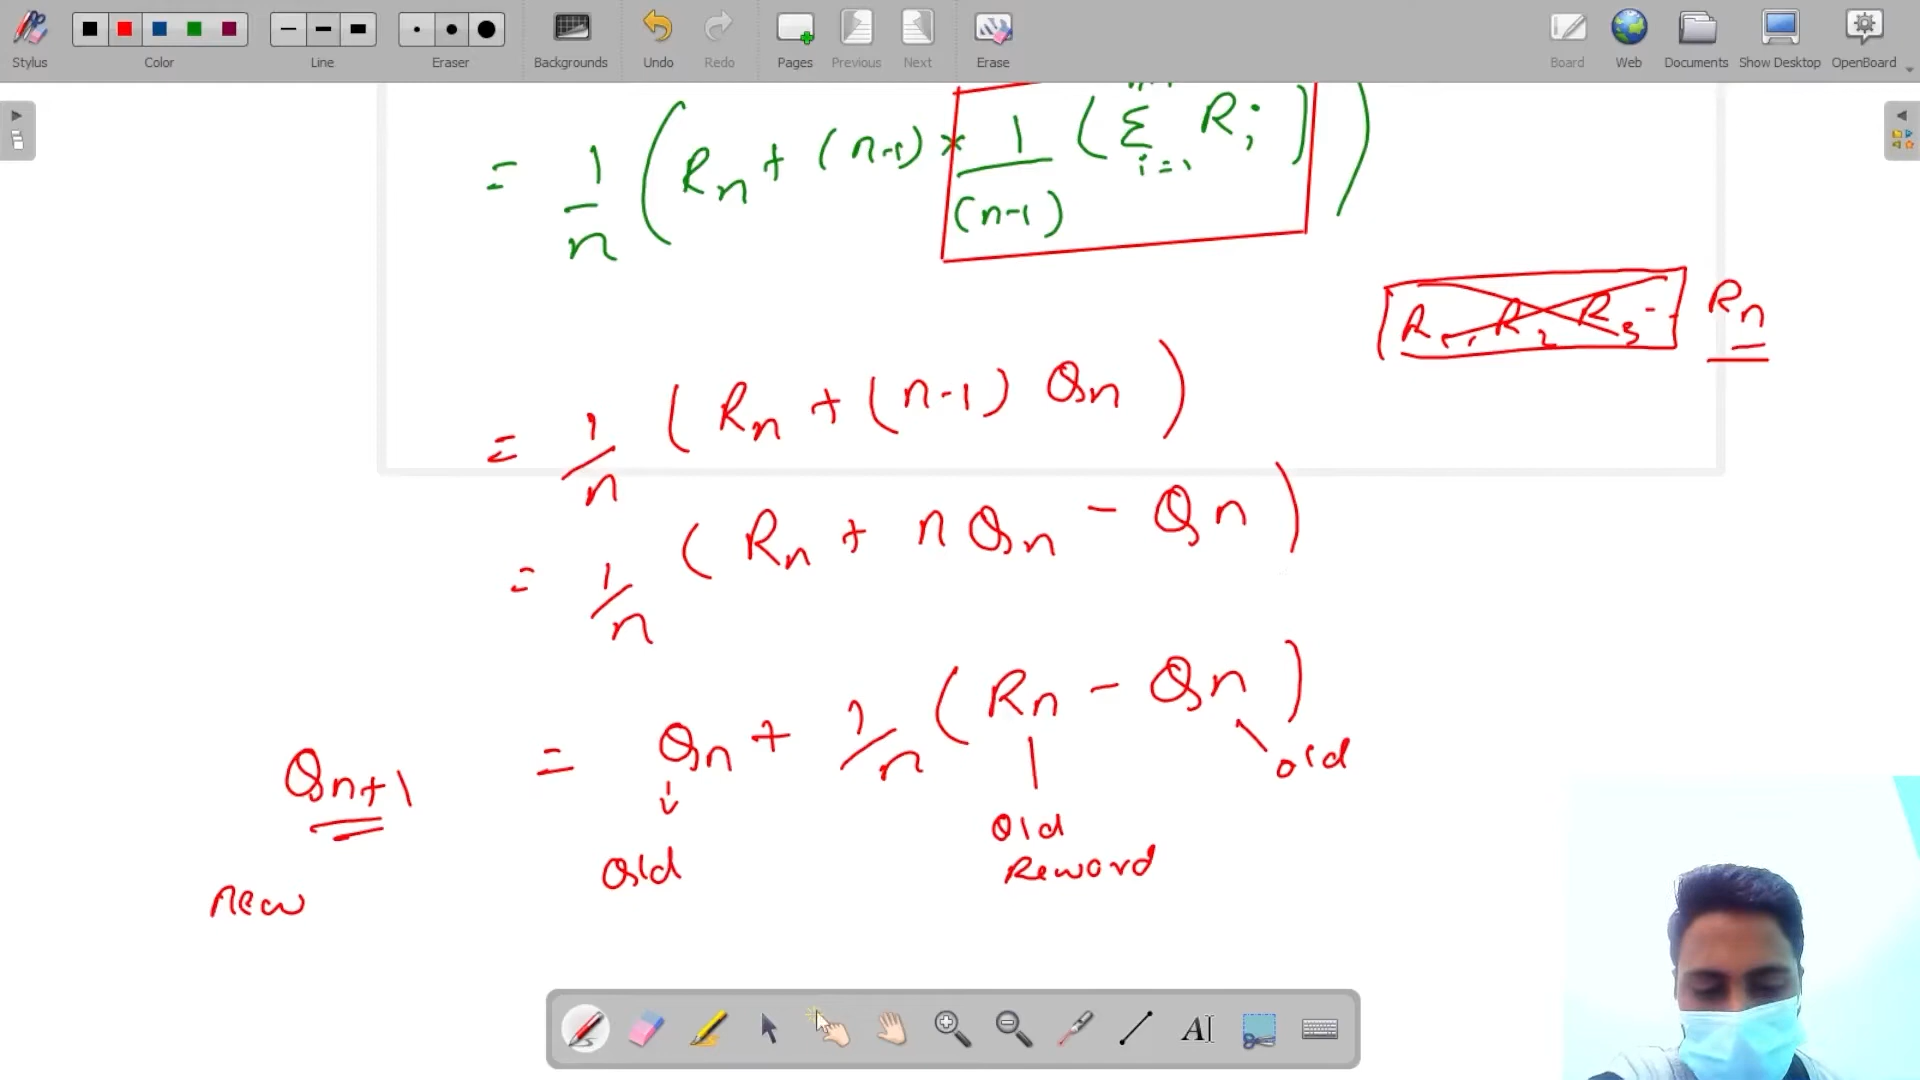 Stylus Color Line Eraser Backgrounds Undo Redo Pages Previous Next Erase Board Web Documents Show Desktop OpenBoard
= 1/n ( Rn + (n-1) × 1/(n-1) ( Σ i=1 Ri ) )
R1, R2 R3 -- Rn
= 1/n ( Rn + (n-1) Qn )
= 1/n ( Rn + n Qn - Qn )
Qn+1 = Qn + 1/n ( Rn - Qn )
old
old
old
Reward
new